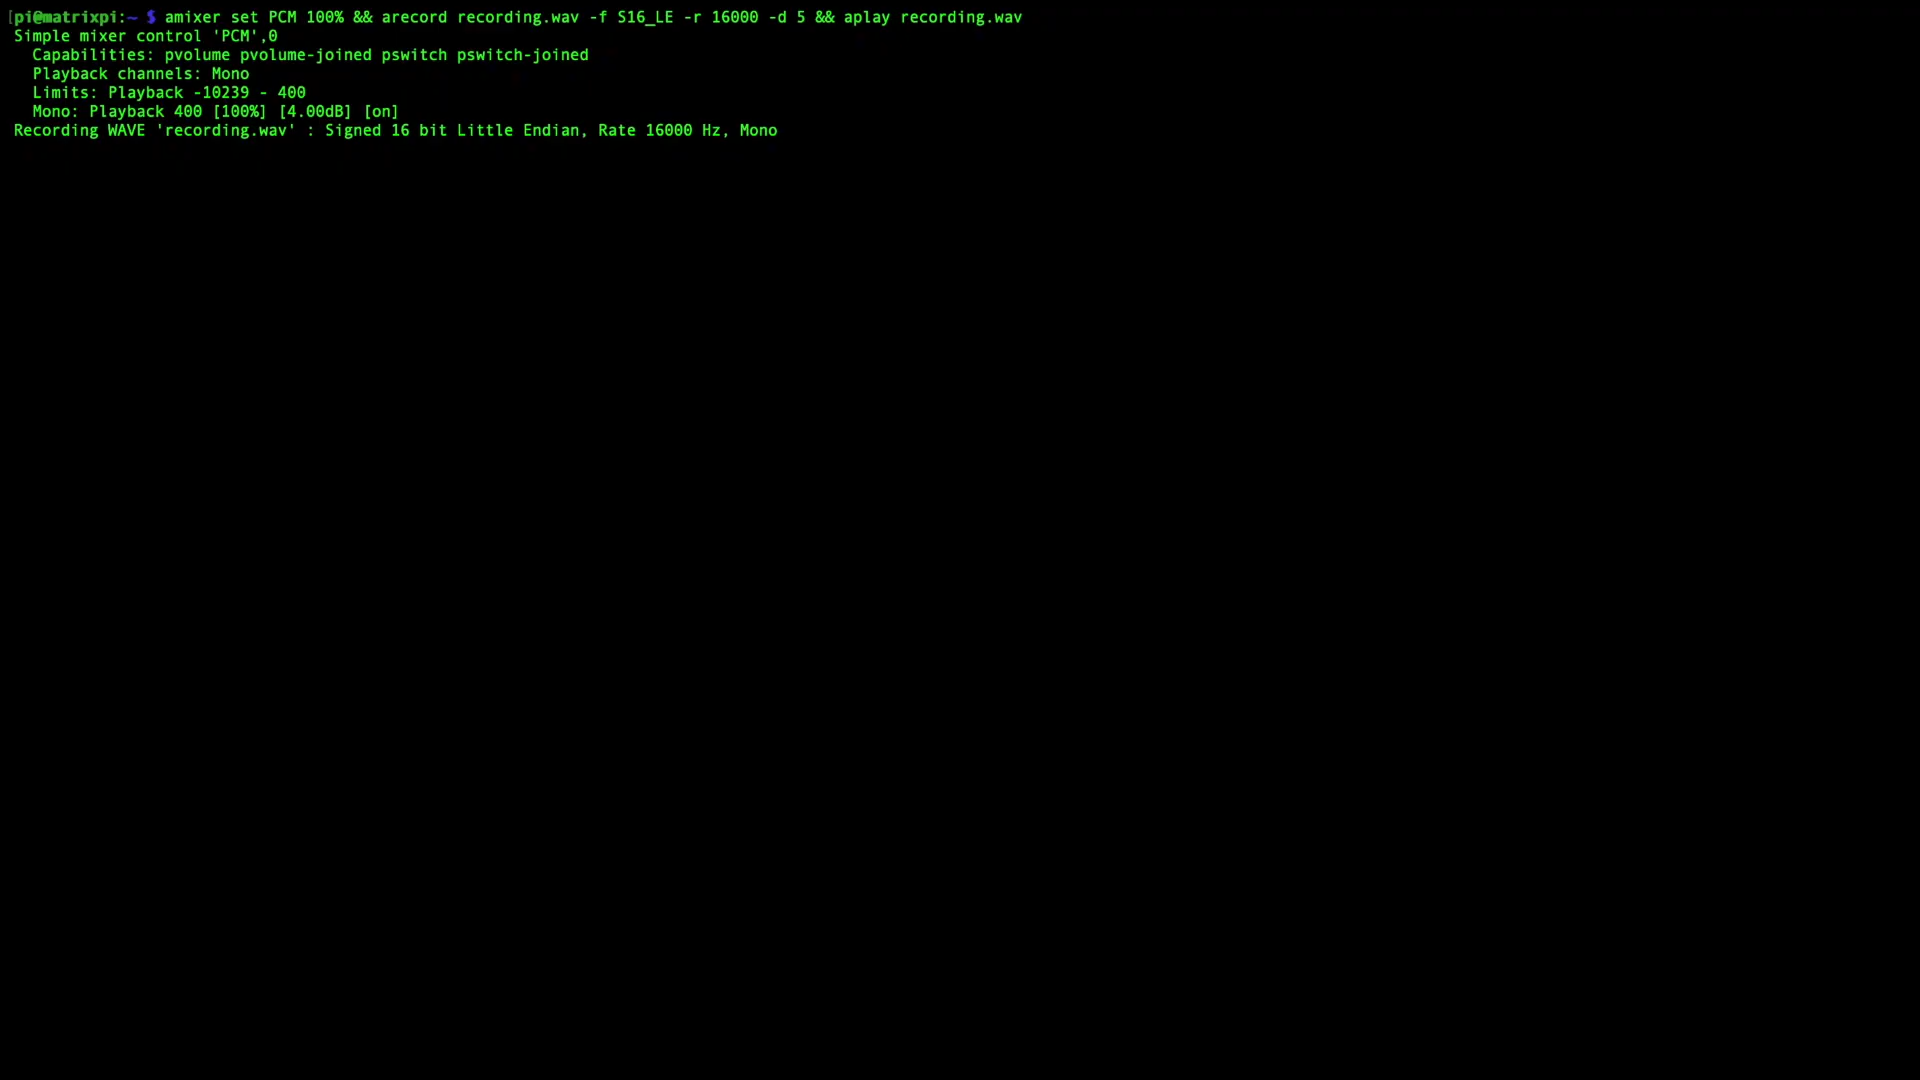 [pi@matrixpi:~ $ amixer set PCM 100% && arecord recording.wav -f S16_LE -r 16000 -d 5 && aplay recording.wav
Simple mixer control 'PCM',0
  Capabilities: pvolume pvolume-joined pswitch pswitch-joined
  Playback channels: Mono
  Limits: Playback -10239 - 400
  Mono: Playback 400 [100%] [4.00dB] [on]
Recording WAVE 'recording.wav' : Signed 16 bit Little Endian, Rate 16000 Hz, Mono